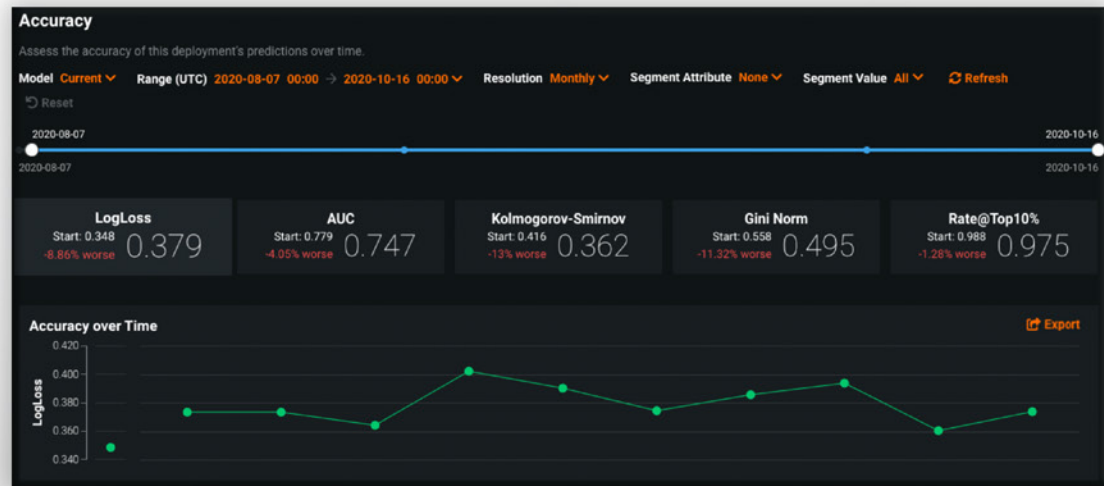 Accuracy
Assess the accuracy of this deployment's predictions over time.
Model Current Range (UTC) 2020-08-07 00:00 → 2020-10-16 00:00 Resolution Monthly Segment Attribute None Segment Value All Refresh
Reset
2020-08-07 2020-10-16
2020-08-07 2020-10-16
LogLoss
Start: 0.348
-8.86% worse
0.379
AUC
Start: 0.779
-4.05% worse
0.747
Kolmogorov-Smirnov
Start: 0.416
-13% worse
0.362
Gini Norm
Start: 0.558
-11.32% worse
0.495
Rate@Top10%
Start: 0.988
-1.28% worse
0.975
Accuracy over Time Export
0.420
0.400
0.380
0.360
0.340
LogLoss